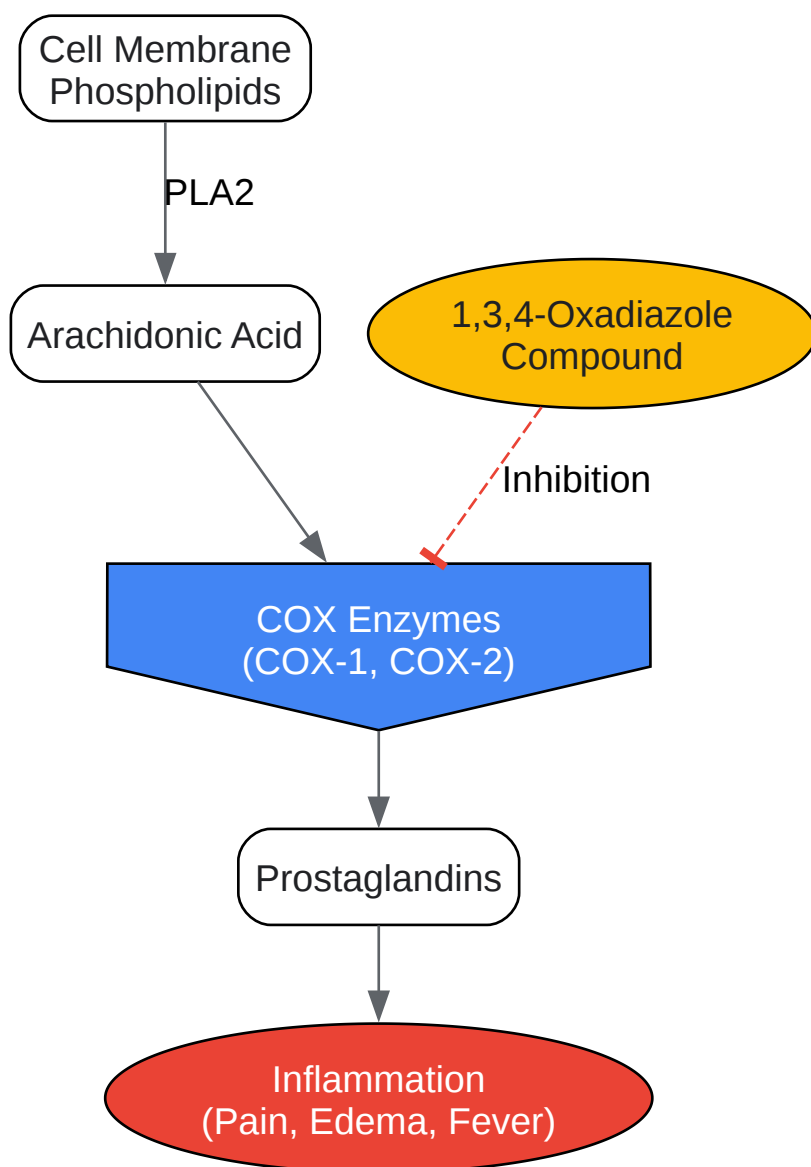 Cell Membrane
Phospholipids
PLA2
Arachidonic Acid
1,3,4-Oxadiazole
Compound
Inhibition
COX Enzymes
(COX-1, COX-2)
Prostaglandins
Inflammation
(Pain, Edema, Fever)